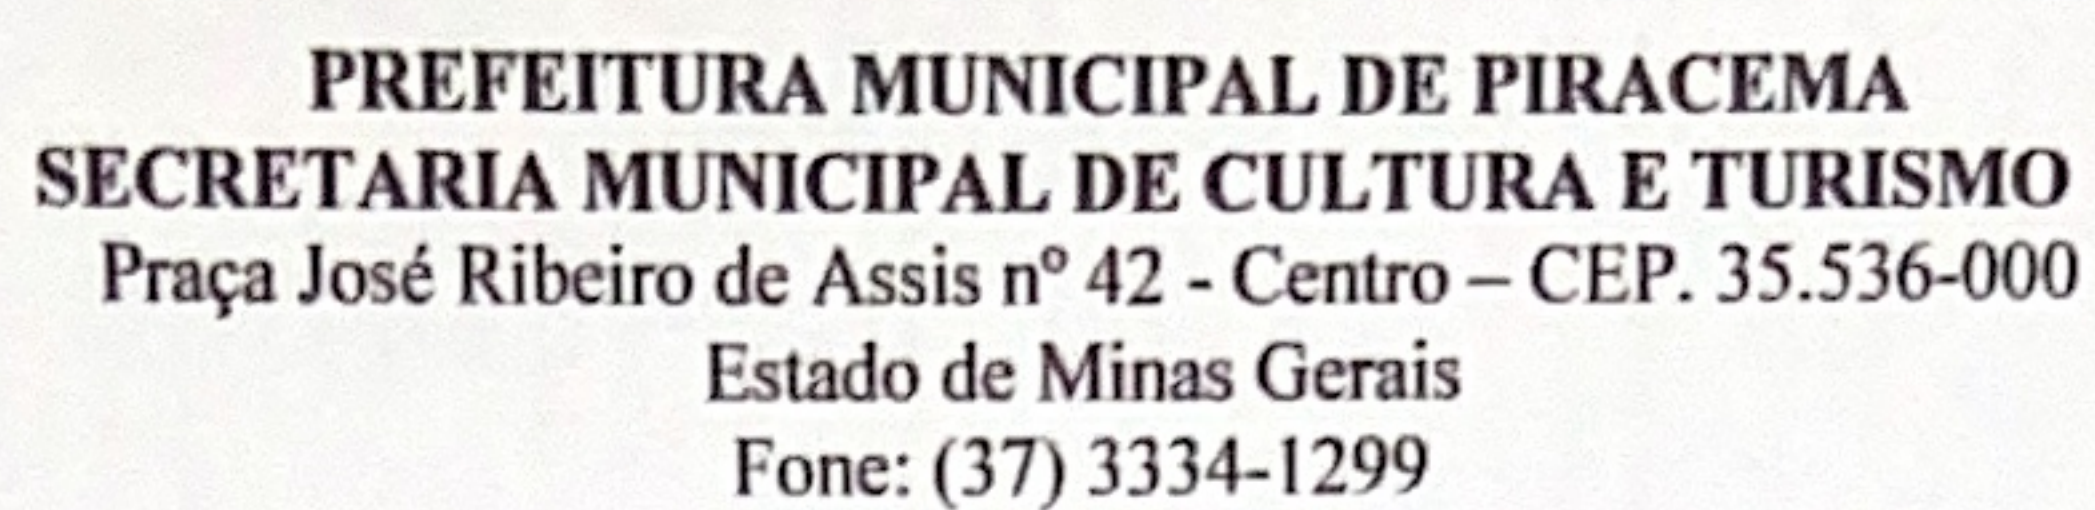 PREFEITURA MUNICIPAL DE PIRACEMA
SECRETARIA MUNICIPAL DE CULTURA E TURISMO
Praça José Ribeiro de Assis nº 42 - Centro – CEP. 35.536-000
Estado de Minas Gerais
Fone: (37) 3334-1299